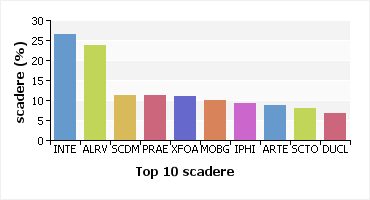 scadere (%)
30
25
20
15
10
5
0
INTE ALRV SCDM PRAE XFOA MOBG IPHI ARTE SCTO DUCL
Top 10 scadere